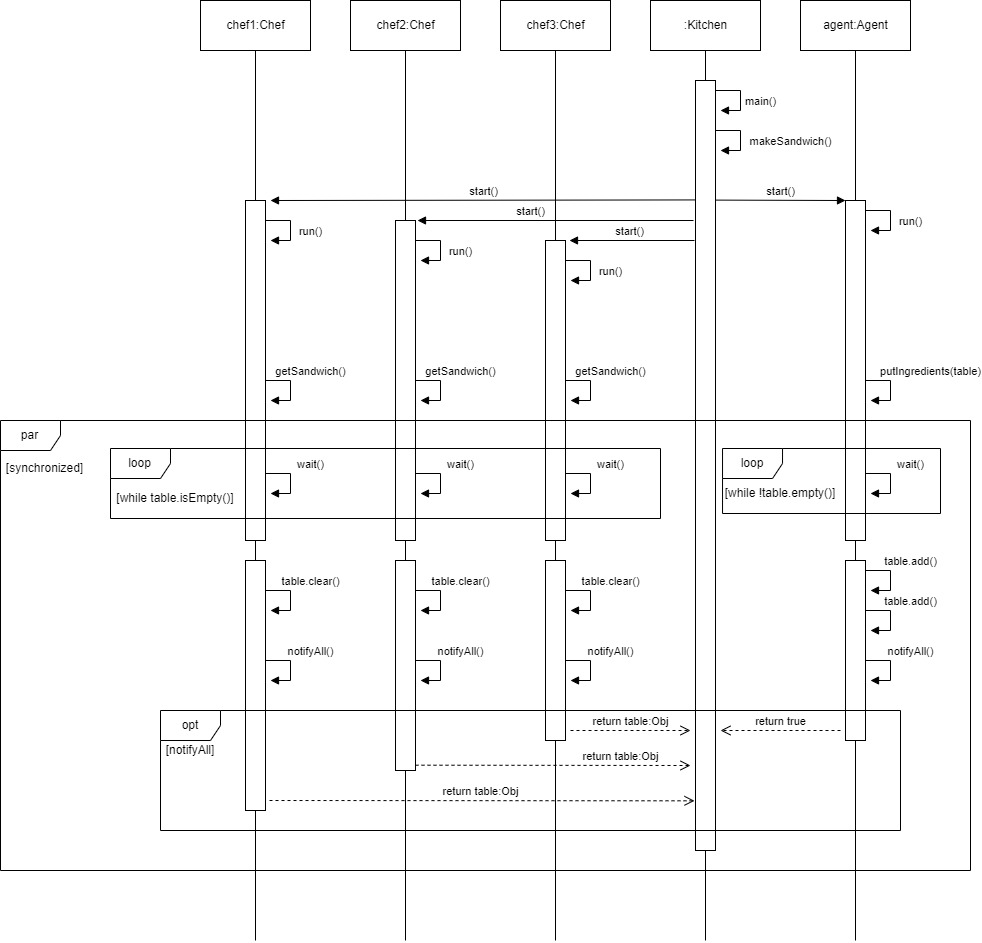 chef1:Chef
chef2:Chef
chef3:Chef
:Kitchen
agent:Agent
main()
makeSandwich()
start()
start()
start()
run()
run()
start()
run()
run()
getSandwich()
getSandwich()
getSandwich()
putIngredients(table)
par
[synchronized]
loop
wait()
wait()
wait()
loop
wait()
[while table.isEmpty()]
[while !table.empty()]
table.add()
table.clear()
table.clear()
table.clear()
table.add()
notifyAll()
notifyAll()
notifyAll()
notifyAll()
opt
return table:Obj
return true
[notifyAll]
return table:Obj
return table:Obj